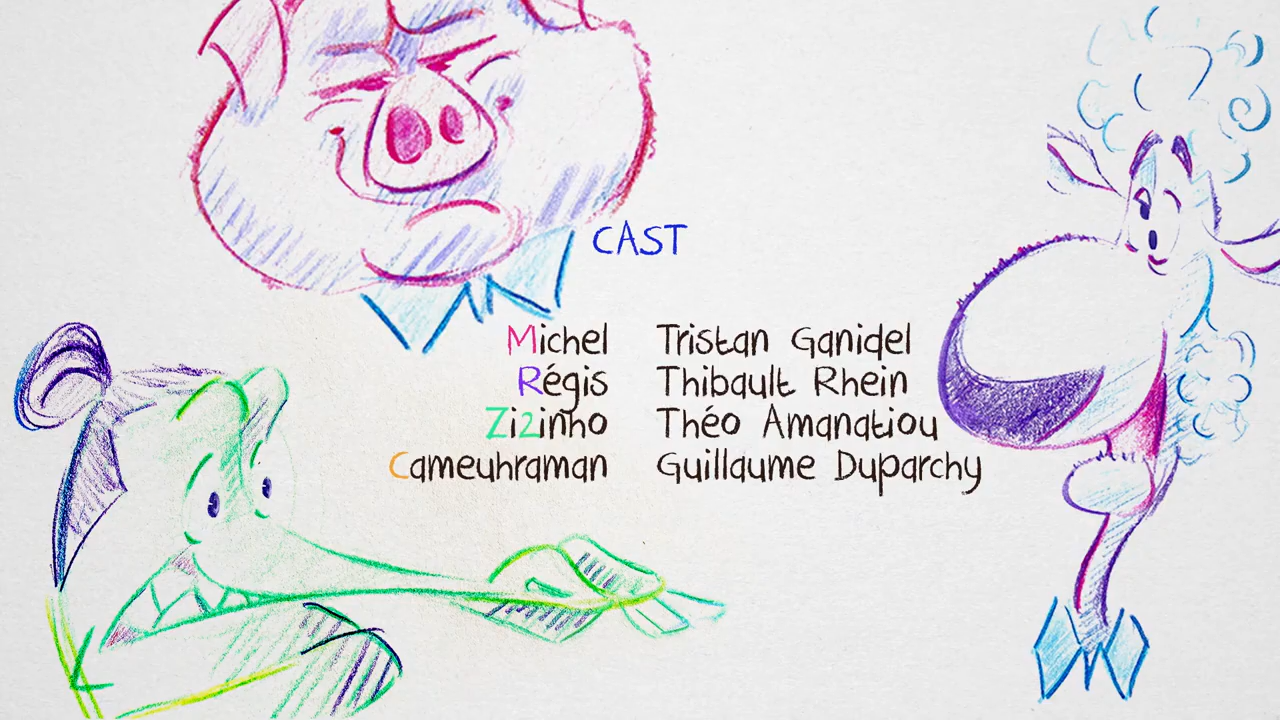 CAST
Michel Tristan Ganidel
Régis Thibault Rhein
Zizinho Théo Amanatiou
Cameuhraman Guillaume Duparchy